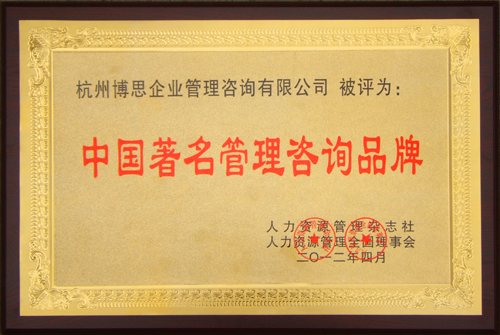 杭州博思企业管理咨询有限公司 被评为：
中国著名管理咨询品牌
人力资源管理杂志社
人力资源管理全国理事会
二〇一二年四月